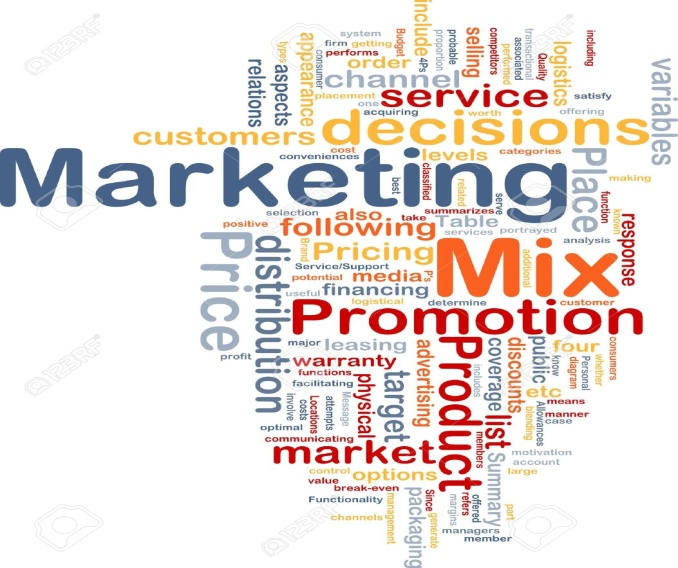 include
4Ps
Budget
probable
proportion
selling
competitors
performed
associated
transactional
Quality
logistics
including
variables
system
firm
getting
performs
types
consumer
order
channel
aspects
appearance
relations
placement
one
acquiring
service
worth
satisfy
offering
customers
decisions
cost
conveniences
levels
categories
Marketing
best
classified
related
serve
Place
making
function
known
response
selection
also
take
summarizes
positive
following
Table
services
portrayed
analysis
Price
distribution
Brand
Pricing
Mix
additional
Service/Support
potential
media
P's
useful
financing
logistical
determine
customer
Promotion
profit
major
leasing
warranty
functions
facilitating
involve
costs
Locations
attempts
Message
physical
target
advertising
Product
includes
coverage
discounts
public
four
know
Personal
diagram
whether
consumers
etc
means
manner
case
Allowances
blending
list
optimal
communicating
market
members
Summary
motivation
account
large
control
options
value
break-even
Functionality
channels
management
packaging
Since
generate
margins
refers
offered
part
managers
member
123RF